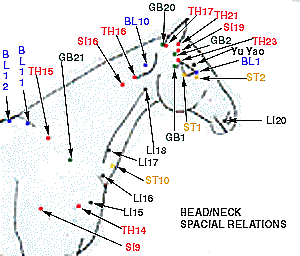 GB20
TH17
BL10
TH21
SI16
TH16
SI19
GB2
Yu Yao
TH23
BL1
ST2
BL12
BL11
TH15
GB21
ST1
GB1
LI20
LI18
LI17
ST10
LI16
LI15
TH14
SI9
HEAD/NECK
SPACIAL RELATIONS